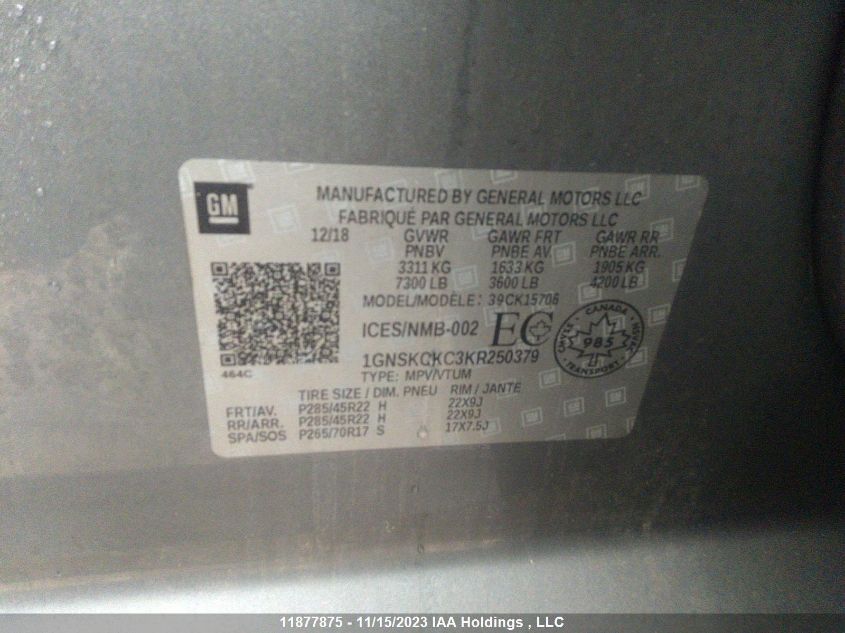 GM
MANUFACTURED BY GENERAL MOTORS LLC
FABRIQUÉ PAR GENERAL MOTORS LLC
12/18 GVWR GAWR FRT GAWR RR
PNBV PNBE AV. PNBE ARR.
3311 KG 1633 KG 1905 KG
7300 LB 3600 LB 4200 LB
MODEL/MODÈLE: 39CK15706
ICES/NMB-002 EC
CANADA
985
1GNSKCKC3KR250379
464C
TYPE: MPV/VTUM
TIRE SIZE / DIM. PNEU RIM / JANTE
FRT/AV. P285/45R22 H 22X9J
RR/ARR. P285/45R22 H 22X9J
SPA/SOS P265/70R17 S 17X7.5J
11877875 - 11/15/2023 IAA Holdings , LLC